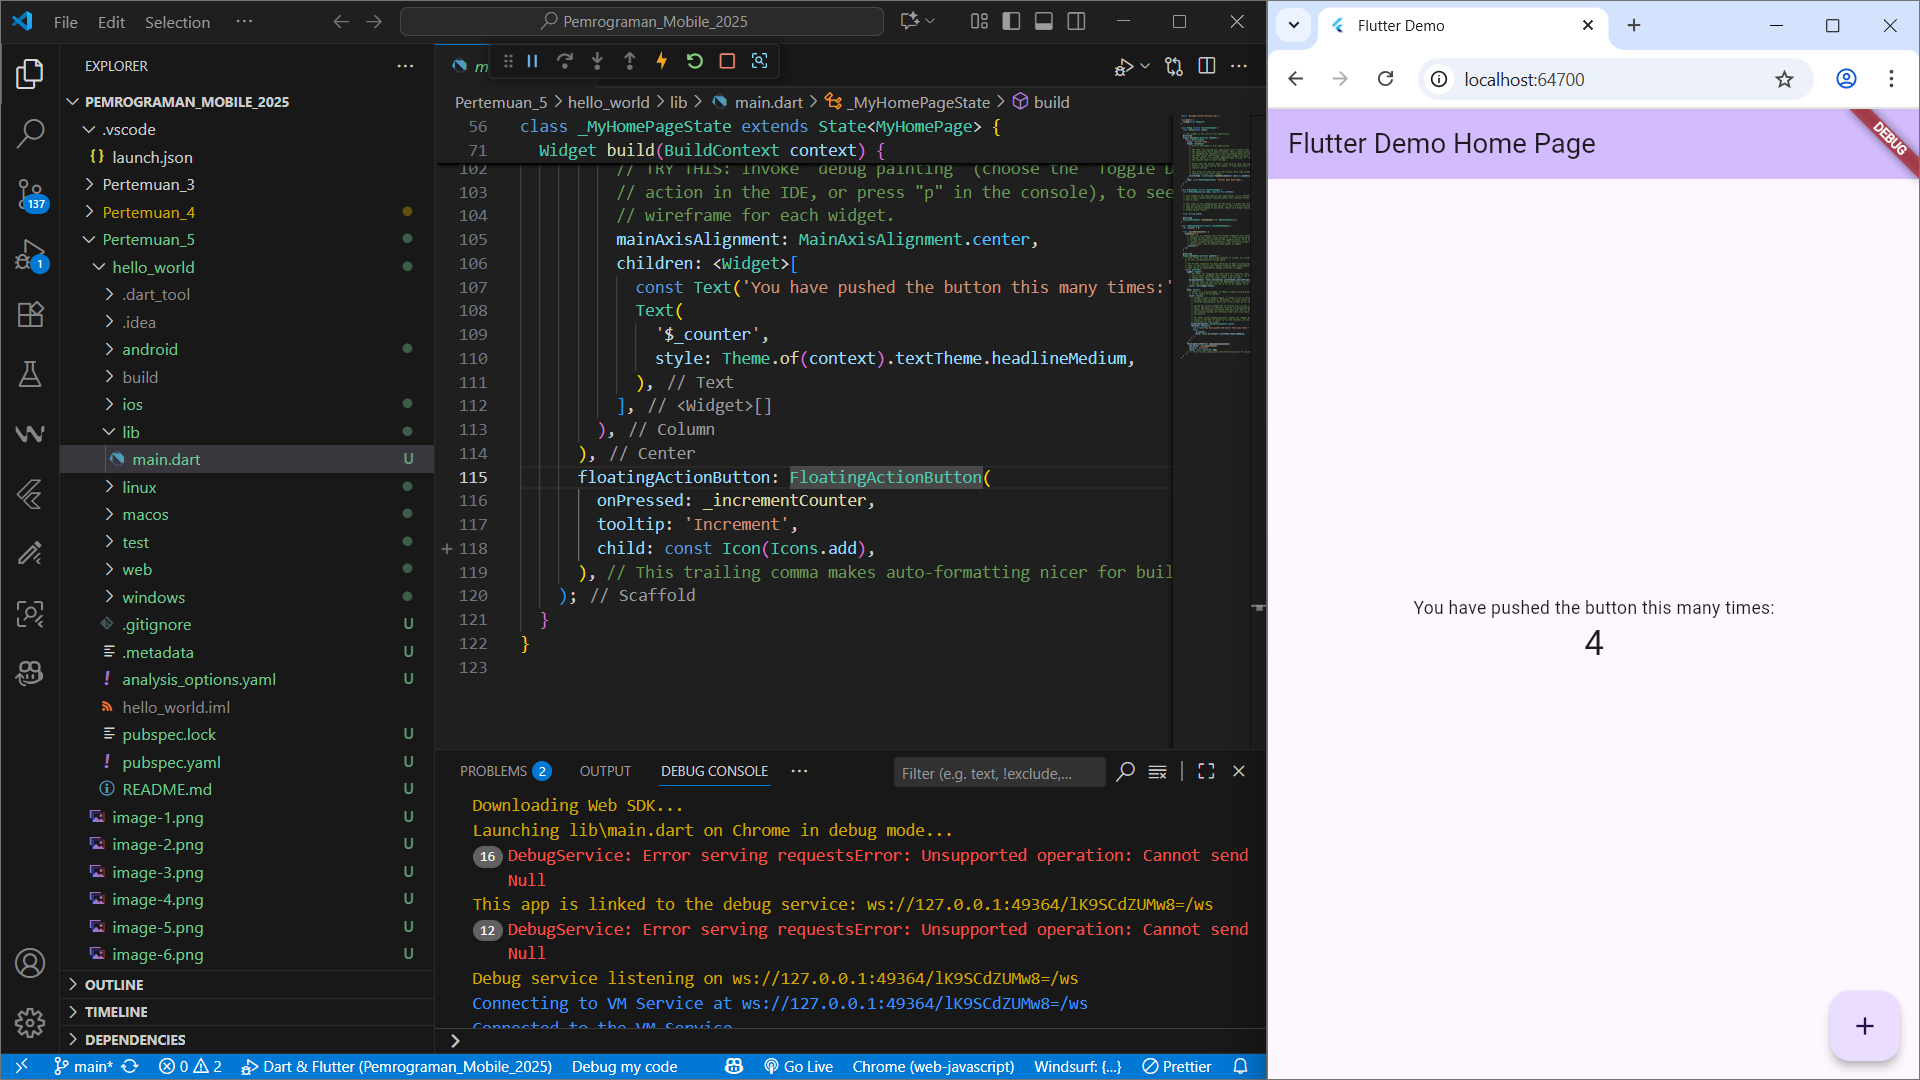 File Edit Selection ··· Pemrograman_Mobile_2025
EXPLORER
PEMROGRAMAN_MOBILE_2025
.vscode
launch.json
Pertemuan_3
137
Pertemuan_4
Pertemuan_5
1
hello_world
.dart_tool
.idea
android
build
ios
lib
main.dart U
linux
macos
test
web
windows
.gitignore U
.metadata U
analysis_options.yaml U
hello_world.iml
pubspec.lock U
pubspec.yaml U
README.md U
image-1.png U
image-2.png U
image-3.png U
image-4.png U
image-5.png U
image-6.png U
OUTLINE
TIMELINE
DEPENDENCIES
m
Pertemuan_5 > hello_world > lib > main.dart > _MyHomePageState > build
56 class _MyHomePageState extends State<MyHomePage> {
71 Widget build(BuildContext context) {
102 // TRY THIS: Invoke "debug painting" (choose the "Toggle D
103 // action in the IDE, or press "p" in the console), to see
104 // wireframe for each widget.
105 mainAxisAlignment: MainAxisAlignment.center,
106 children: <Widget>[
107 const Text('You have pushed the button this many times:'
108 Text(
109 '$_counter',
110 style: Theme.of(context).textTheme.headlineMedium,
111 ), // Text
112 ], // <Widget>[]
113 ), // Column
114 ), // Center
115 floatingActionButton: FloatingActionButton(
116 onPressed: _incrementCounter,
117 tooltip: 'Increment',
118 child: const Icon(Icons.add),
119 ), // This trailing comma makes auto-formatting nicer for buil
120 ); // Scaffold
121 }
122 }
123
PROBLEMS 2 OUTPUT DEBUG CONSOLE ··· Filter (e.g. text, !exclude,...
Downloading Web SDK...
Launching lib\main.dart on Chrome in debug mode...
16 DebugService: Error serving requestsError: Unsupported operation: Cannot send
Null
This app is linked to the debug service: ws://127.0.0.1:49364/lK9SCdZUMw8=/ws
12 DebugService: Error serving requestsError: Unsupported operation: Cannot send
Null
Debug service listening on ws://127.0.0.1:49364/lK9SCdZUMw8=/ws
Connecting to VM Service at ws://127.0.0.1:49364/lK9SCdZUMw8=/ws
Connected to the VM Service.
main* 0 2 Dart & Flutter (Pemrograman_Mobile_2025) Debug my code Go Live Chrome (web-javascript) Windsurf: {...} Prettier
Flutter Demo
localhost:64700
Flutter Demo Home Page
DEBUG
You have pushed the button this many times:
4